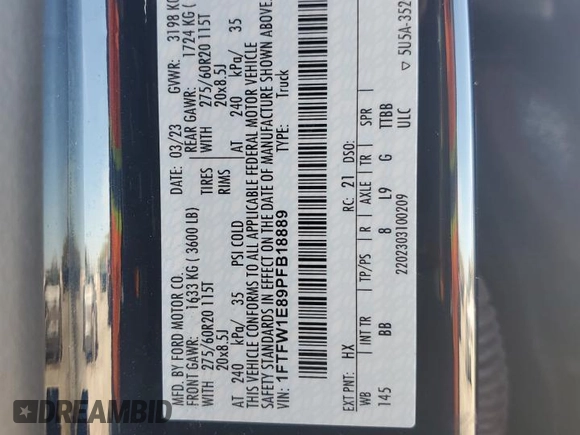 MFD. BY FORD MOTOR CO.
DATE: 03/23 GVWR: 3198 KG
FRONT GAWR: 1633 KG ( 3600 LB) REAR GAWR: 1724 KG (
WITH 275/60R20 115T TIRES WITH 275/60R20 115T
20x8.5J RIMS 20x8.5J
AT 240 kPa/ 35 PSI COLD AT 240 kPa/ 35
THIS VEHICLE CONFORMS TO ALL APPLICABLE FEDERAL MOTOR VEHICLE
SAFETY STANDARDS IN EFFECT ON THE DATE OF MANUFACTURE SHOWN ABOVE.
VIN: 1FTFW1E89PFB18889 TYPE: Truck
EXT PNT: HX RC: 21 DSO:
WB INT TR TP/PS R AXLE TR SPR
145 BB 8 L9 G TTBB
2202303100209 ULC
▽ 5U5A-352
DREAMBID